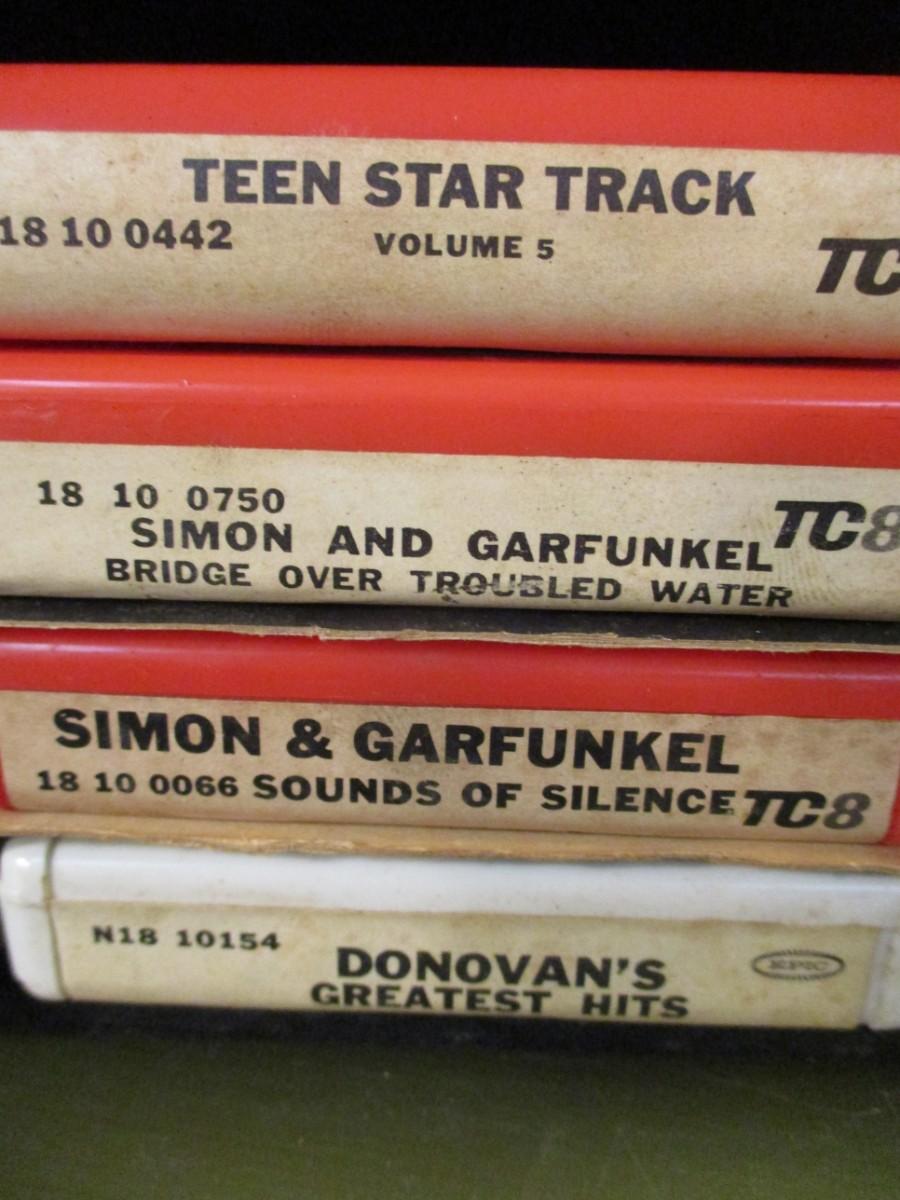 TEEN STAR TRACK
18 10 0442 VOLUME 5 TC
18 10 0750 TC8
SIMON AND GARFUNKEL
BRIDGE OVER TROUBLED WATER
SIMON & GARFUNKEL
18 10 0066 SOUNDS OF SILENCE TC8
N18 10154
DONOVAN'S EPIC
GREATEST HITS